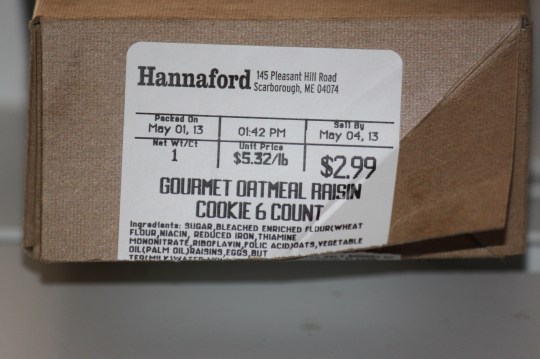 Hannaford 145 Pleasant Hill Road
Scarborough, ME 04074
Packed On
May 01, 13
01:42 PM
Sell By
May 04, 13
Net Wt/Ct
1
Unit Price
$5.32/lb
$2.99
GOURMET OATMEAL RAISIN
COOKIE 6 COUNT
Ingredients: SUGAR,BLEACHED ENRICHED FLOUR(WHEAT
FLOUR,NIACIN, REDUCED IRON,THIAMINE
MONONITRATE,RIBOFLAVIN,FOLIC ACID)OATS,VEGETABLE
OIL(PALM OIL)RAISINS,EGGS,BUT